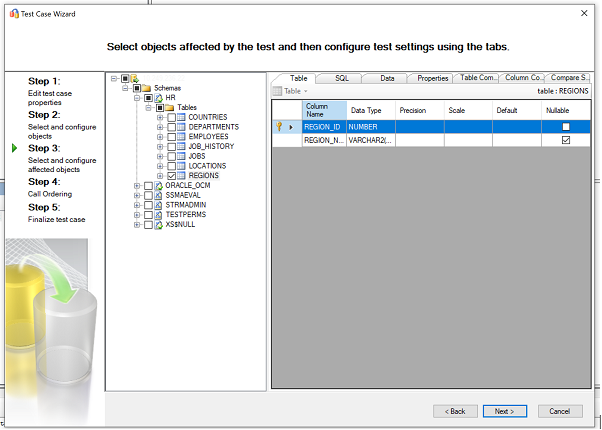 Test Case Wizard
Select objects affected by the test and then configure test settings using the tabs.
Step 1:
Edit test case
properties
Step 2:
Select and configure
objects
Step 3:
Select and configure
affected objects
Step 4:
Call Ordering
Step 5:
Finalize test case
Schemas
HR
Tables
COUNTRIES
DEPARTMENTS
EMPLOYEES
JOB_HISTORY
JOBS
LOCATIONS
REGIONS
ORACLE_OCM
SSMAEVAL
STRMADMIN
TESTPERMS
XS$NULL
Table SQL Data Properties Table Com... Column Co... Compare S...
Table table : REGIONS
Column Name Data Type Precision Scale Default Nullable
REGION_ID NUMBER
REGION_N... VARCHAR2(...
< Back Next > Cancel